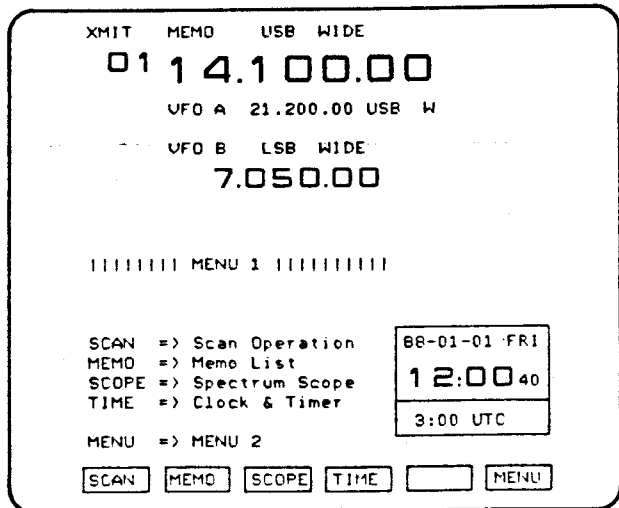 XMIT MEMO USB WIDE
01 14.100.00
VFO A 21.200.00 USB W
VFO B LSB WIDE
7.050.00
|||||||| MENU 1 ||||||||||
SCAN => Scan Operation
MEMO => Memo List
SCOPE => Spectrum Scope
TIME => Clock & Timer
MENU => MENU 2
88-01-01 FRI
12:00 40
3:00 UTC
SCAN MEMO SCOPE TIME MENU